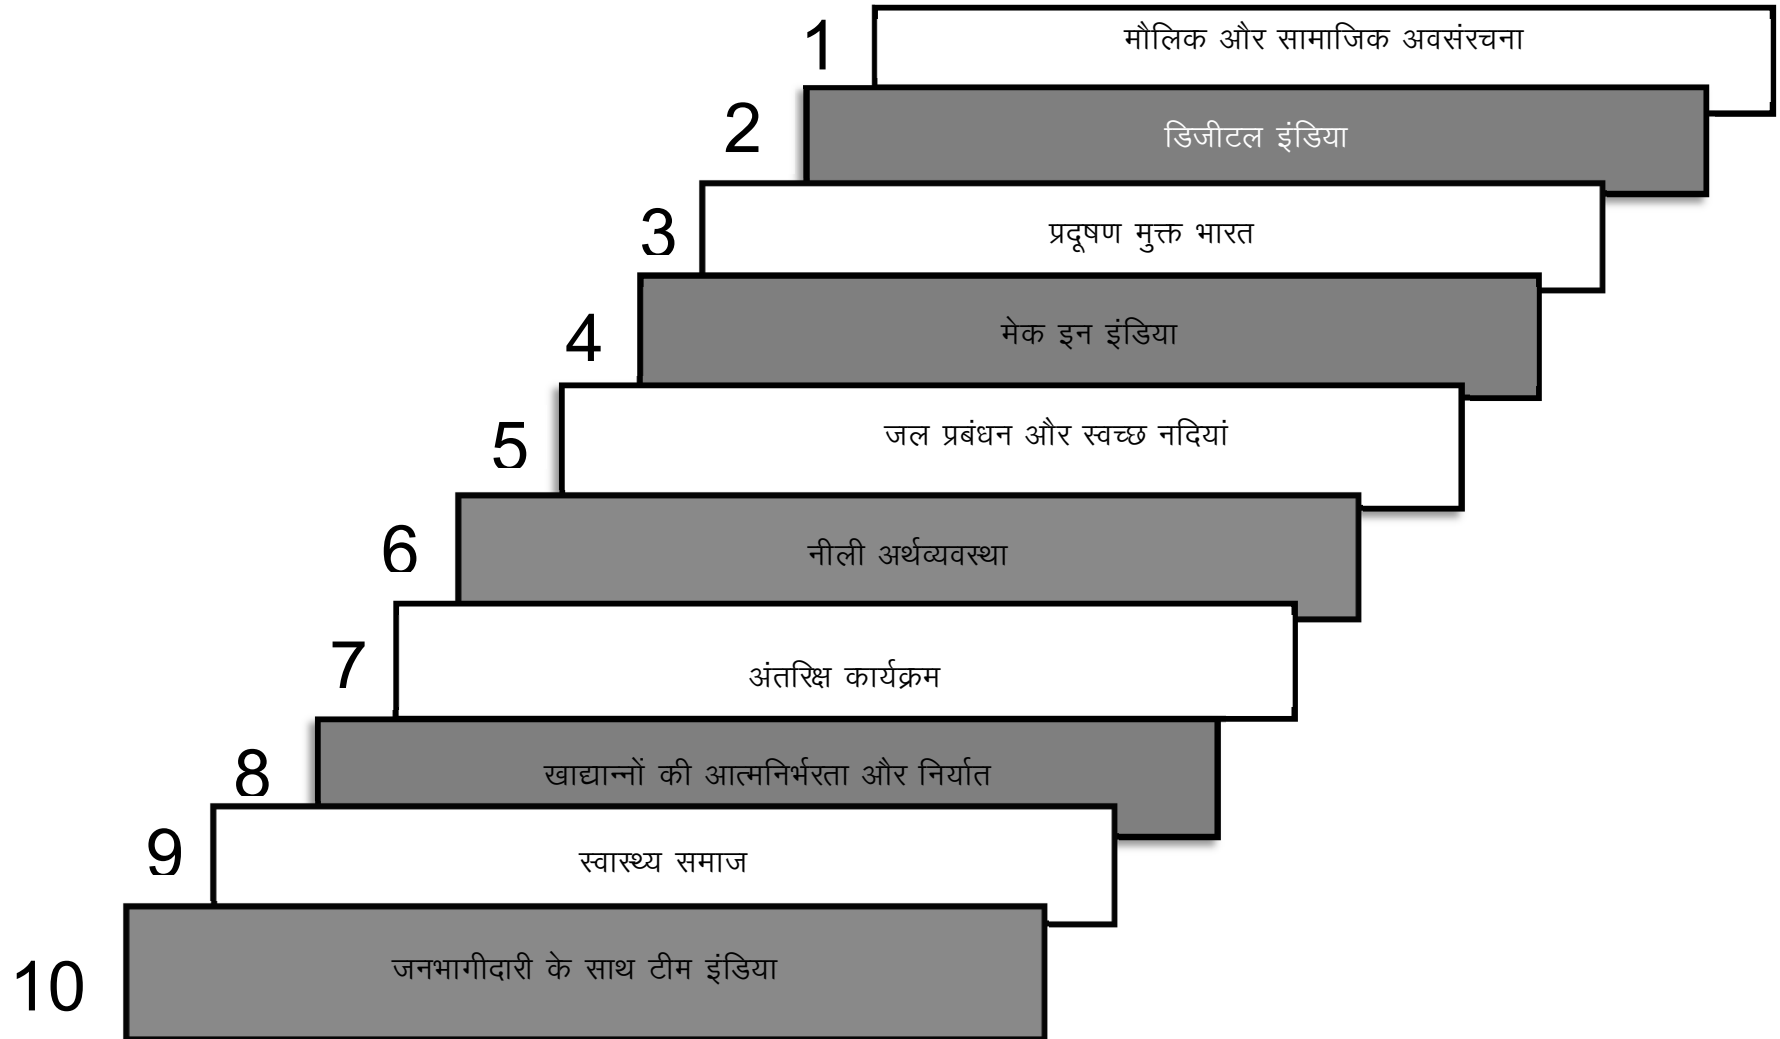 1 मौलिक और सामाजिक अवसंरचना
2 डिजीटल इंडिया
3 प्रदूषण मुक्त भारत
4 मेक इन इंडिया
5 जल प्रबंधन और स्वच्छ नदियां
6 नीली अर्थव्यवस्था
7 अंतरिक्ष कार्यक्रम
8 खाद्यान्नों की आत्मनिर्भरता और निर्यात
9 स्वास्थ्य समाज
10 जनभागीदारी के साथ टीम इंडिया